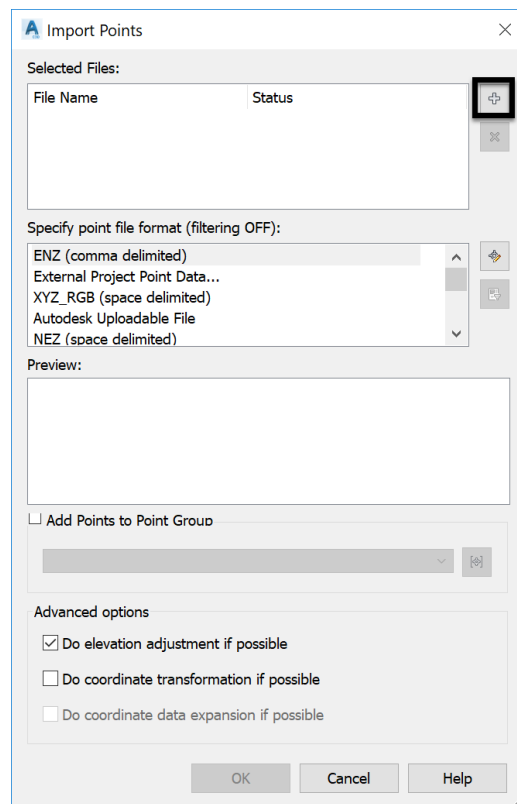 Import Points
Selected Files:
File Name Status
Specify point file format (filtering OFF):
ENZ (comma delimited)
External Project Point Data...
XYZ_RGB (space delimited)
Autodesk Uploadable File
NEZ (space delimited)
Preview:
Add Points to Point Group
Advanced options
Do elevation adjustment if possible
Do coordinate transformation if possible
Do coordinate data expansion if possible
OK Cancel Help